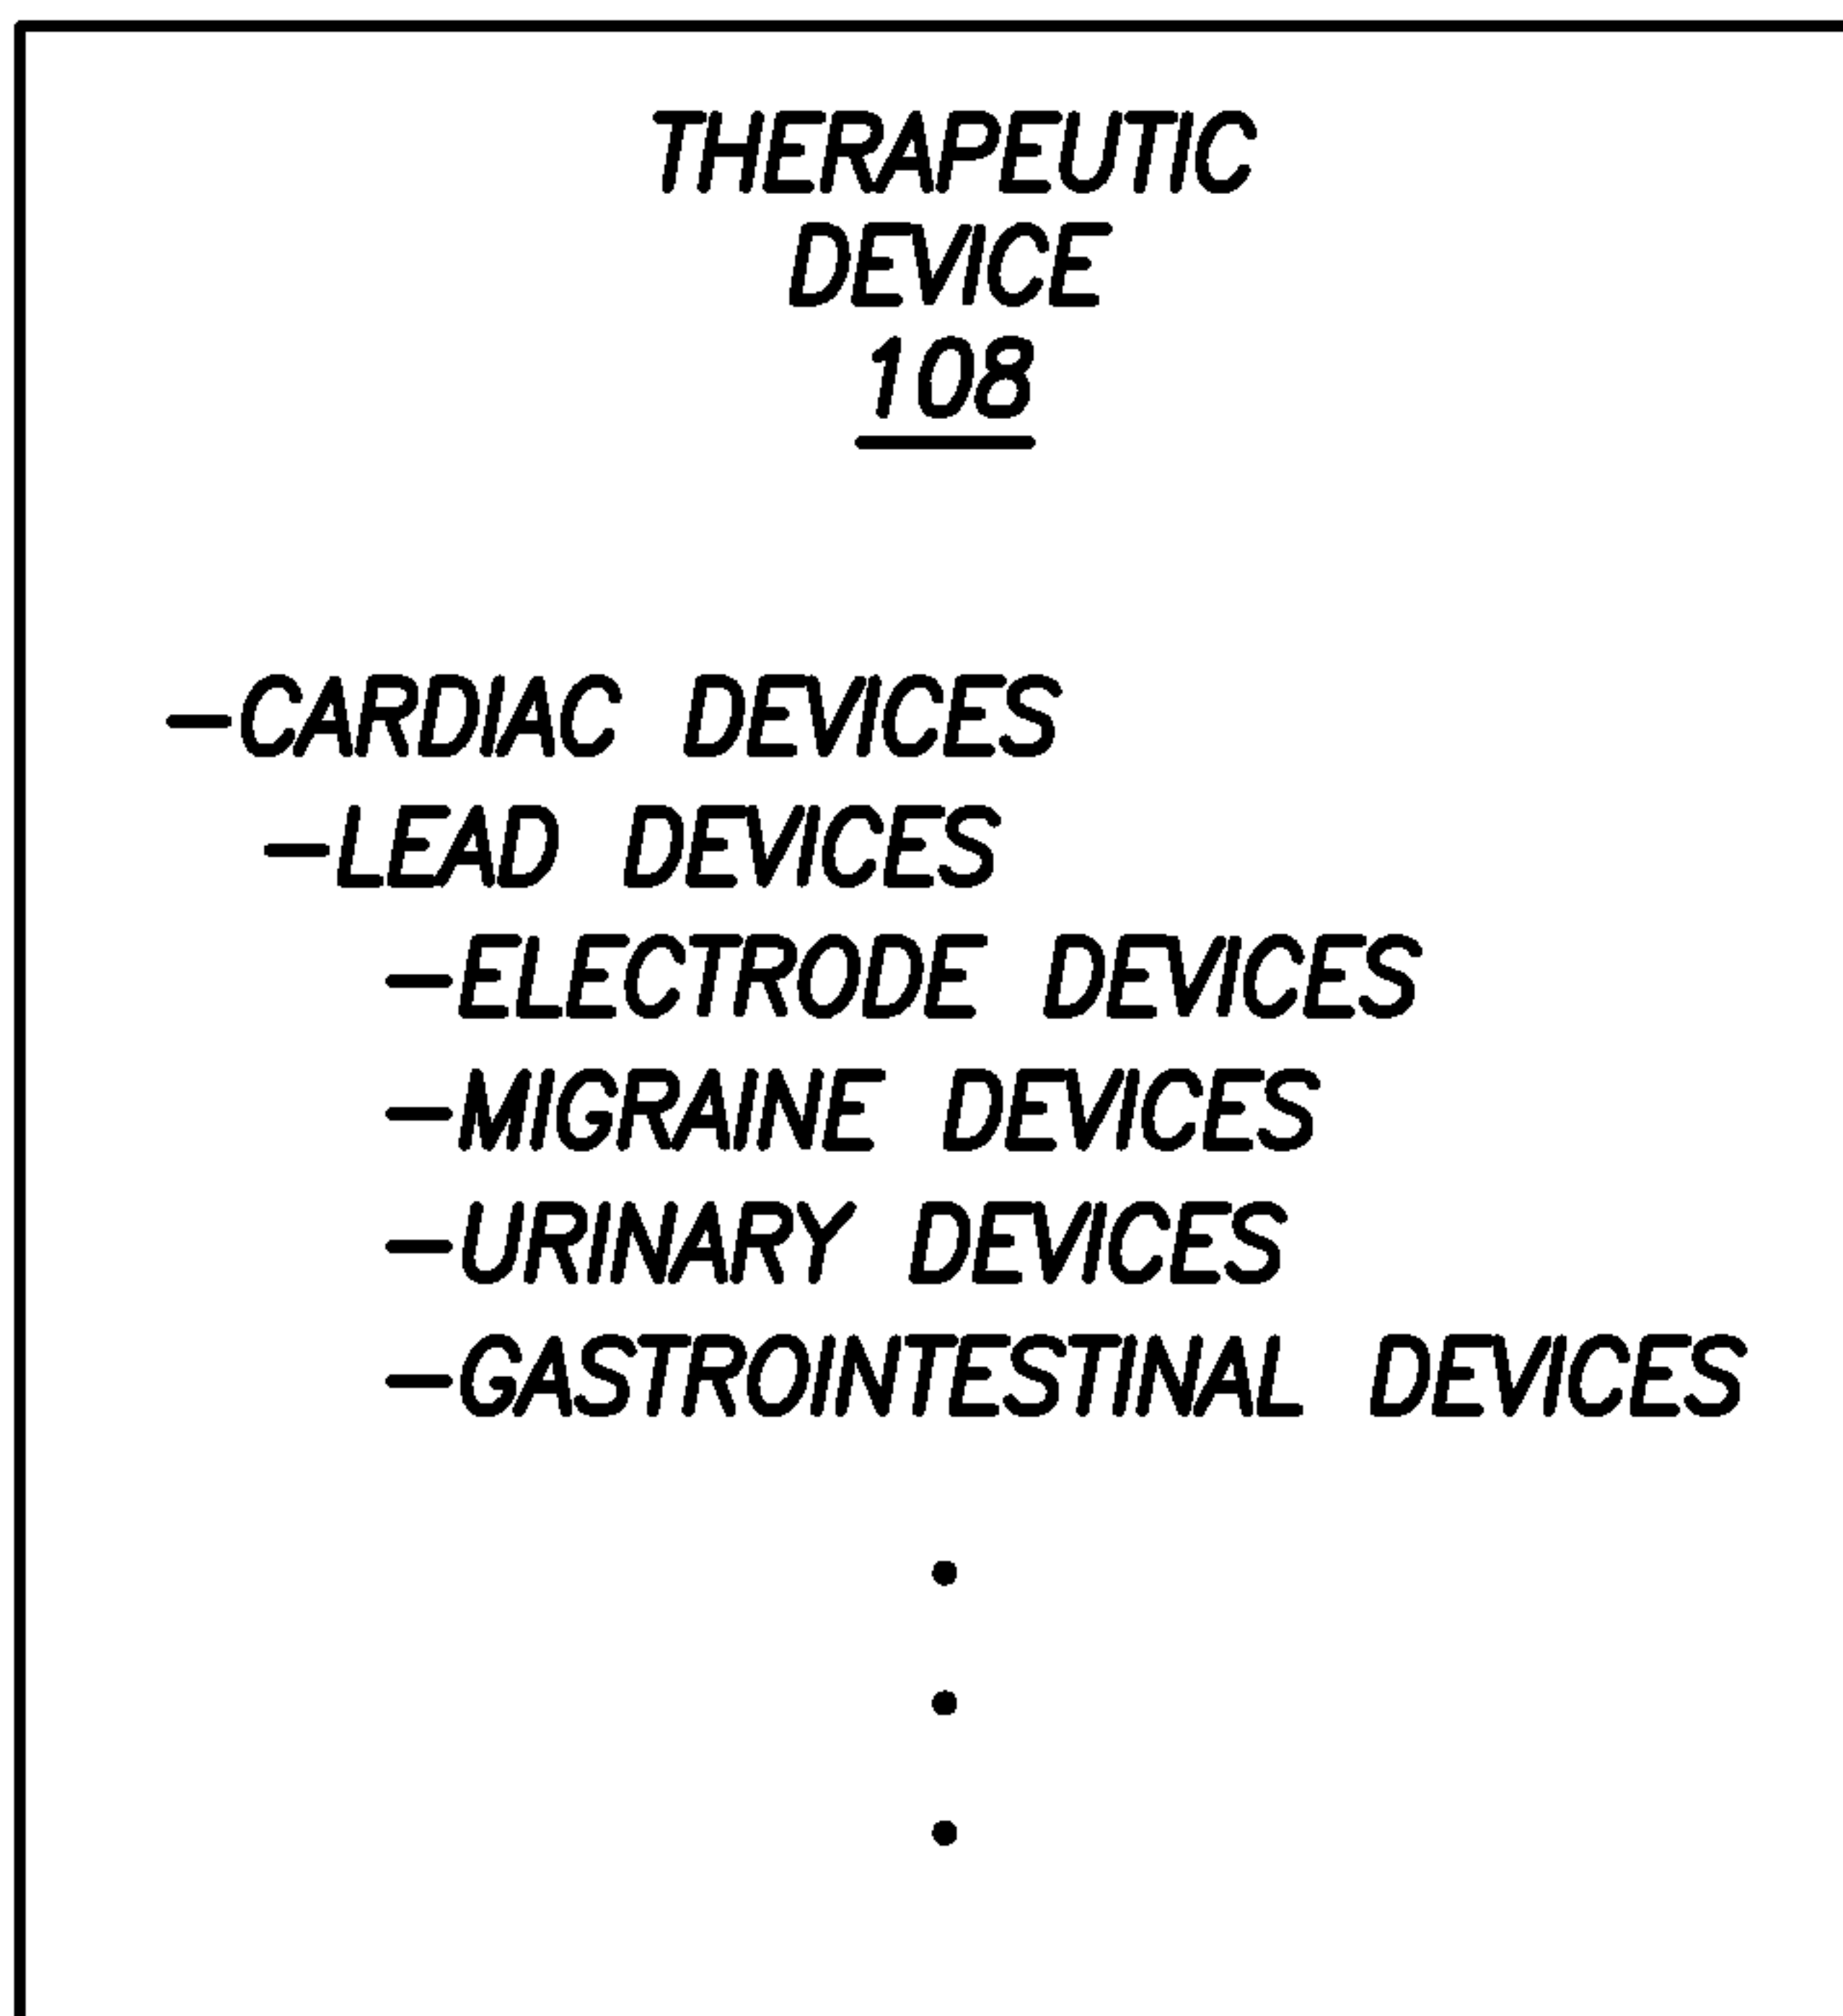 THERAPEUTIC
DEVICE
108
-CARDIAC DEVICES
-LEAD DEVICES
-ELECTRODE DEVICES
-MIGRAINE DEVICES
-URINARY DEVICES
-GASTROINTESTINAL DEVICES